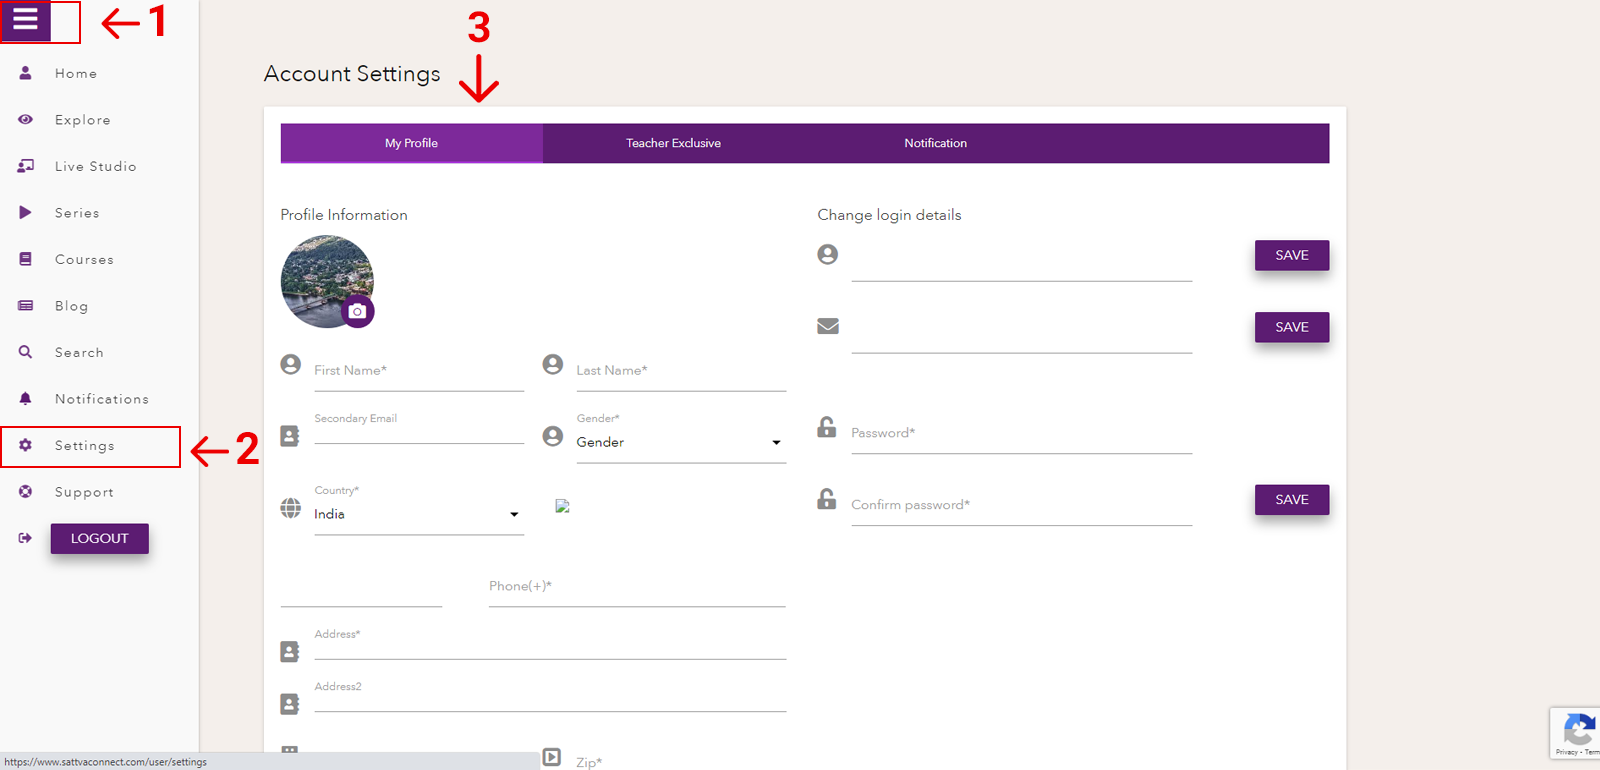 1
3
Home
Explore
Live Studio
Series
Courses
Blog
Search
Notifications
Settings
2
Support
LOGOUT
Account Settings
My Profile Teacher Exclusive Notification
Profile Information
First Name* Last Name*
Secondary Email Gender*
Gender
Country*
India
Phone(+)*
Address*
Address2
Zip*
Change login details
SAVE
SAVE
Password*
Confirm password*
SAVE
Privacy - Term
https://www.sattvaconnect.com/user/settings